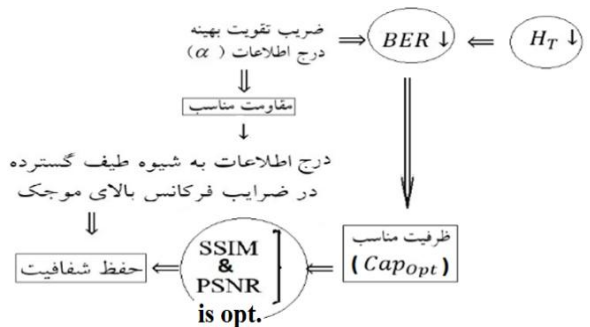 ضریب تقویت بهینه
درج اطلاعات ( α )
BER ↓
H_T ↓
مقاومت مناسب
درج اطلاعات به شیوه طیف گسترده
در ضرایب فرکانس بالای موجک
ظرفیت مناسب
( Cap_Opt )
SSIM
&
PSNR
is opt.
حفظ شفافیت